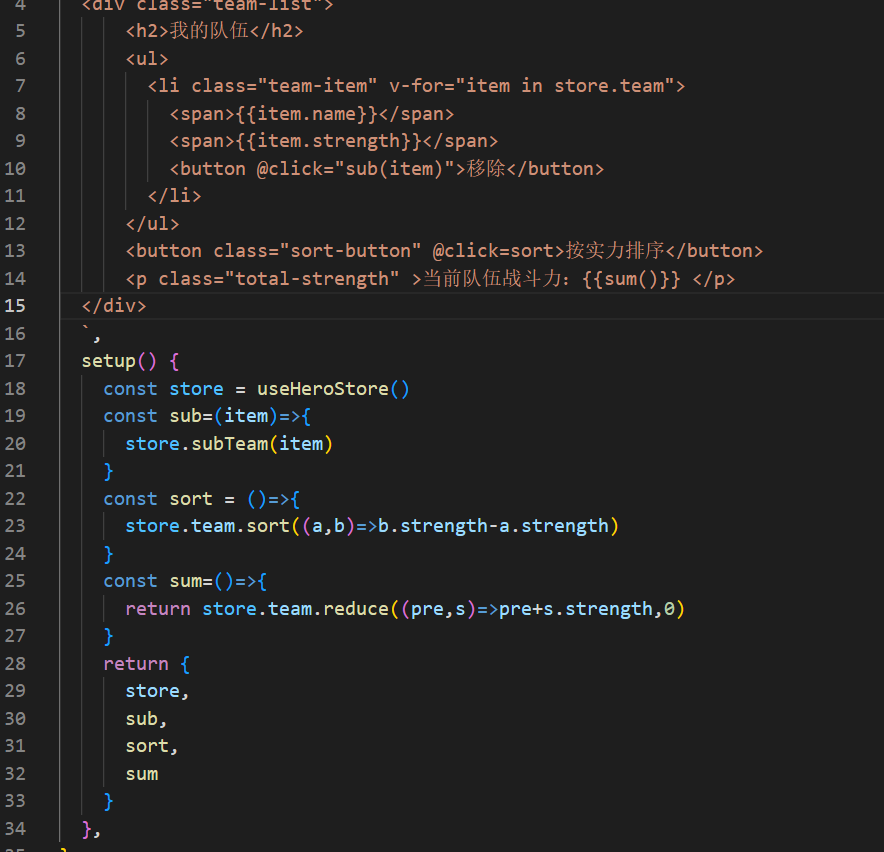 4 <div class="team-list">
5 <h2>我的队伍</h2>
6 <ul>
7 <li class="team-item" v-for="item in store.team">
8 <span>{{item.name}}</span>
9 <span>{{item.strength}}</span>
10 <button @click="sub(item)">移除</button>
11 </li>
12 </ul>
13 <button class="sort-button" @click=sort>按实力排序</button>
14 <p class="total-strength" >当前队伍战斗力：{{sum()}} </p>
15 </div>
16 `,
17 setup() {
18 const store = useHeroStore()
19 const sub=(item)=>{
20 store.subTeam(item)
21 }
22 const sort = ()=>{
23 store.team.sort((a,b)=>b.strength-a.strength)
24 }
25 const sum=()=>{
26 return store.team.reduce((pre,s)=>pre+s.strength,0)
27 }
28 return {
29 store,
30 sub,
31 sort,
32 sum
33 }
34 },